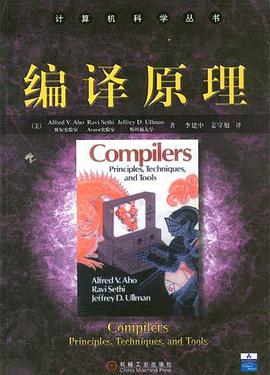 计算机科学丛书
编译原理
(美) Alfred V. Aho Ravi Sethi Jeffrey D. Ullman 著 李建中 姜守旭 译
贝尔实验室 Avaya实验室 斯坦福大学
Compilers
Principles, Techniques,
and Tools
Alfred V. Aho
Ravi Sethi
Jeffrey D. Ullman
Compilers
Principles, Techniques, and Tools
机械工业出版社
China Machine Press